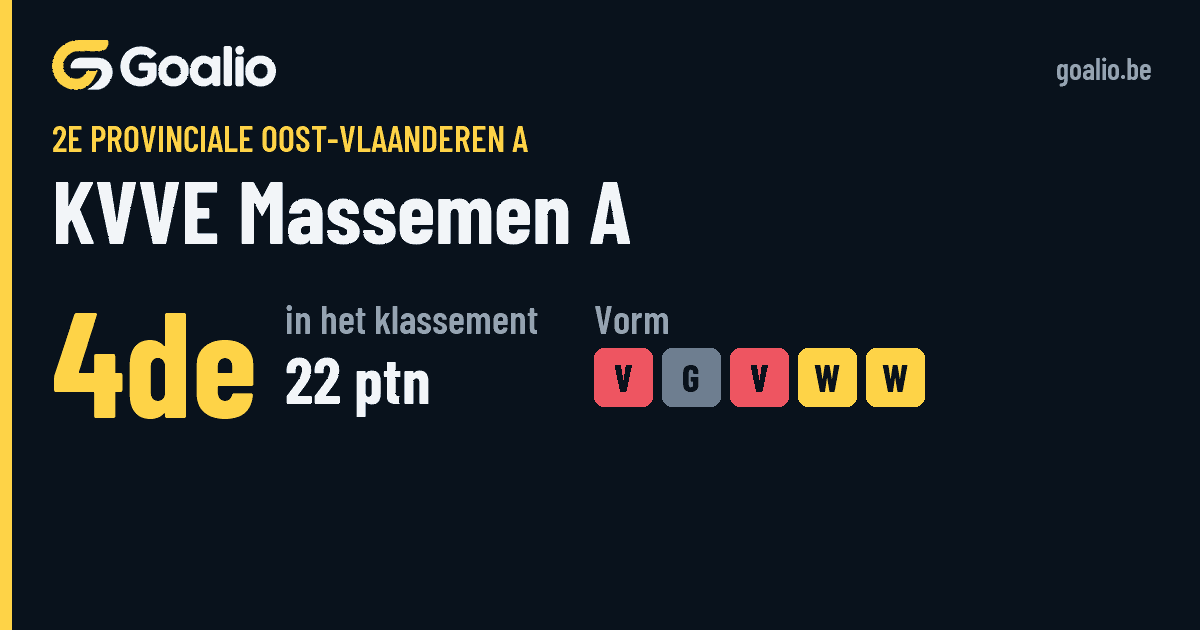 Goalio
goalio.be
2E PROVINCIALE OOST-VLAANDEREN A
KVVE Massemen A
4de
in het klassement
22 ptn
Vorm
V G V W W